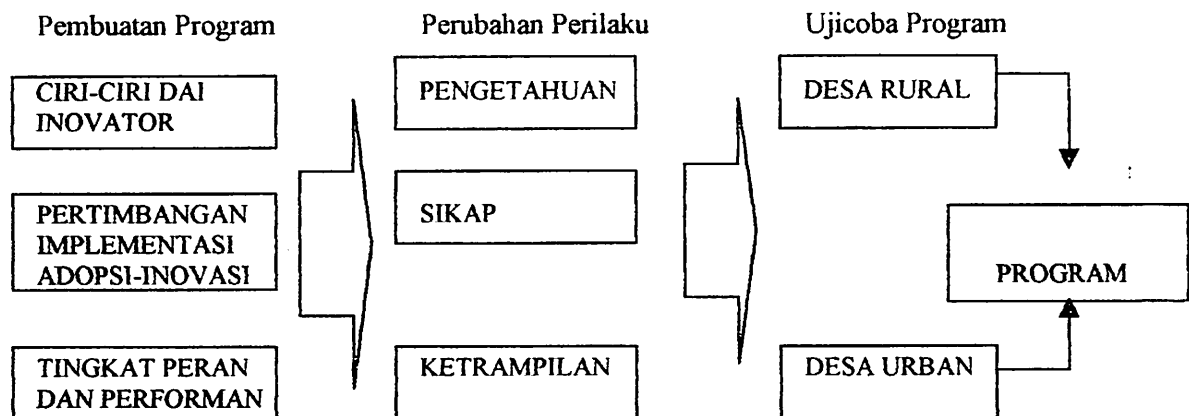 Pembuatan Program
Perubahan Perilaku
Ujicoba Program
CIRI-CIRI DAI
INOVATOR
PENGETAHUAN
DESA RURAL
PERTIMBANGAN
IMPLEMENTASI
ADOPSI-INOVASI
SIKAP
PROGRAM
TINGKAT PERAN
DAN PERFORMAN
KETRAMPILAN
DESA URBAN